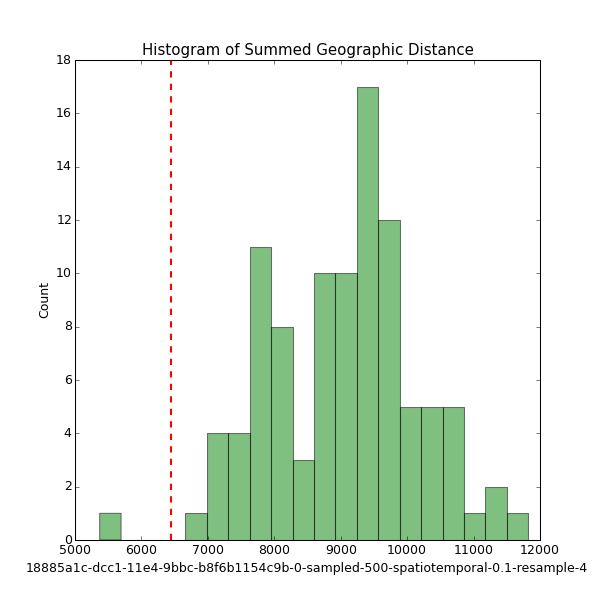 Histogram of Summed Geographic Distance
18
16
14
12
10
8
6
4
2
0
Count
5000 6000 7000 8000 9000 10000 11000 12000
18885a1c-dcc1-11e4-9bbc-b8f6b1154c9b-0-sampled-500-spatiotemporal-0.1-resample-4